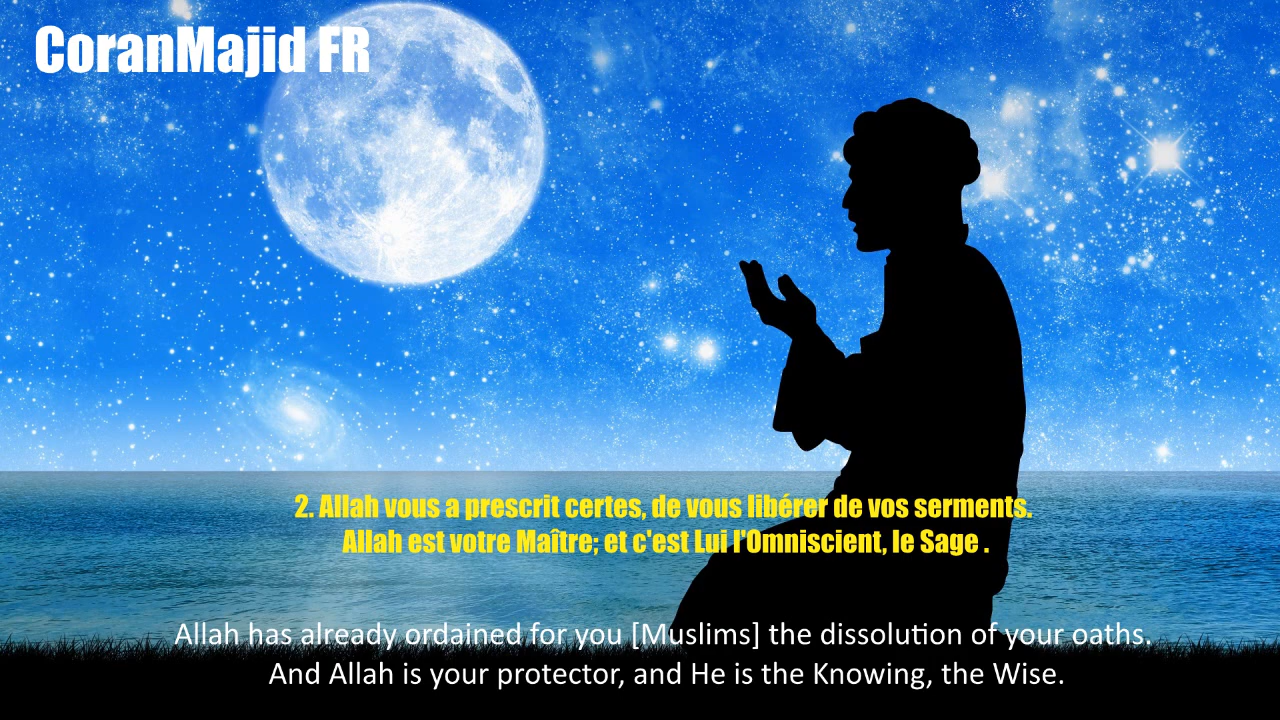 CoranMajid FR
2. Allah vous a prescrit certes, de vous libérer de vos serments.
Allah est votre Maître; et c'est Lui l'Omniscient, le Sage .
Allah has already ordained for you [Muslims] the dissolution of your oaths.
And Allah is your protector, and He is the Knowing, the Wise.